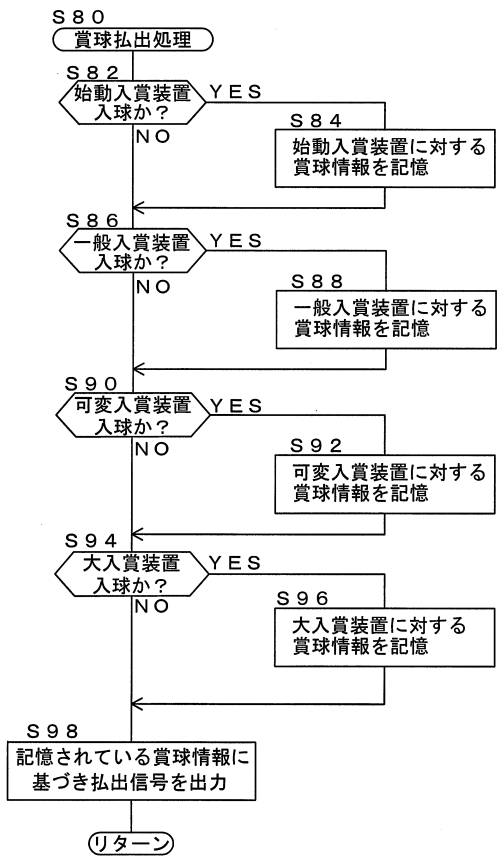 S80
賞球払出処理
S82
始動入賞装置
入球か？
YES
NO
S84
始動入賞装置に対する
賞球情報を記憶
S86
一般入賞装置
入球か？
YES
NO
S88
一般入賞装置に対する
賞球情報を記憶
S90
可変入賞装置
入球か？
YES
NO
S92
可変入賞装置に対する
賞球情報を記憶
S94
大入賞装置
入球か？
YES
NO
S96
大入賞装置に対する
賞球情報を記憶
S98
記憶されている賞球情報に
基づき払出信号を出力
リターン